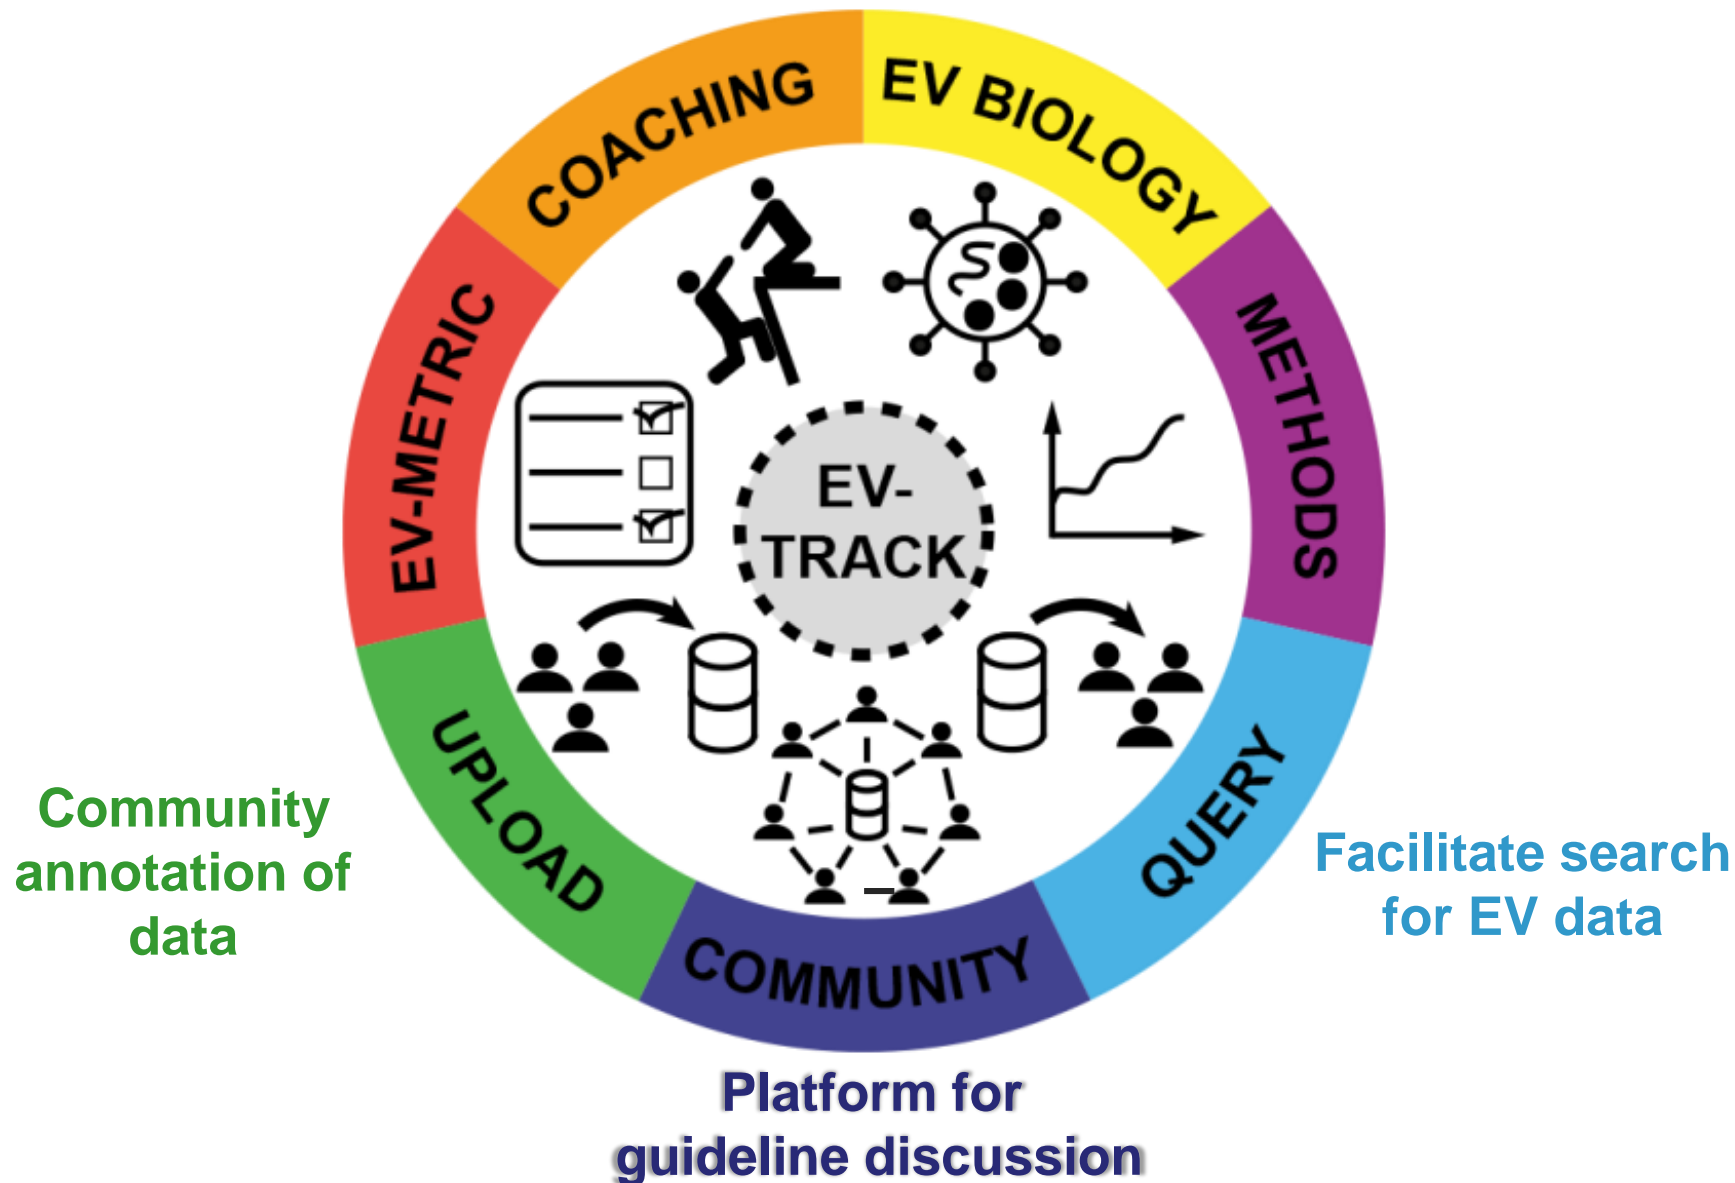 COACHING
EV BIOLOGY
METHODS
EV-METRIC
EV-
TRACK
UPLOAD
QUERY
COMMUNITY
Community
annotation of
data
Facilitate search
for EV data
Platform for
guideline discussion